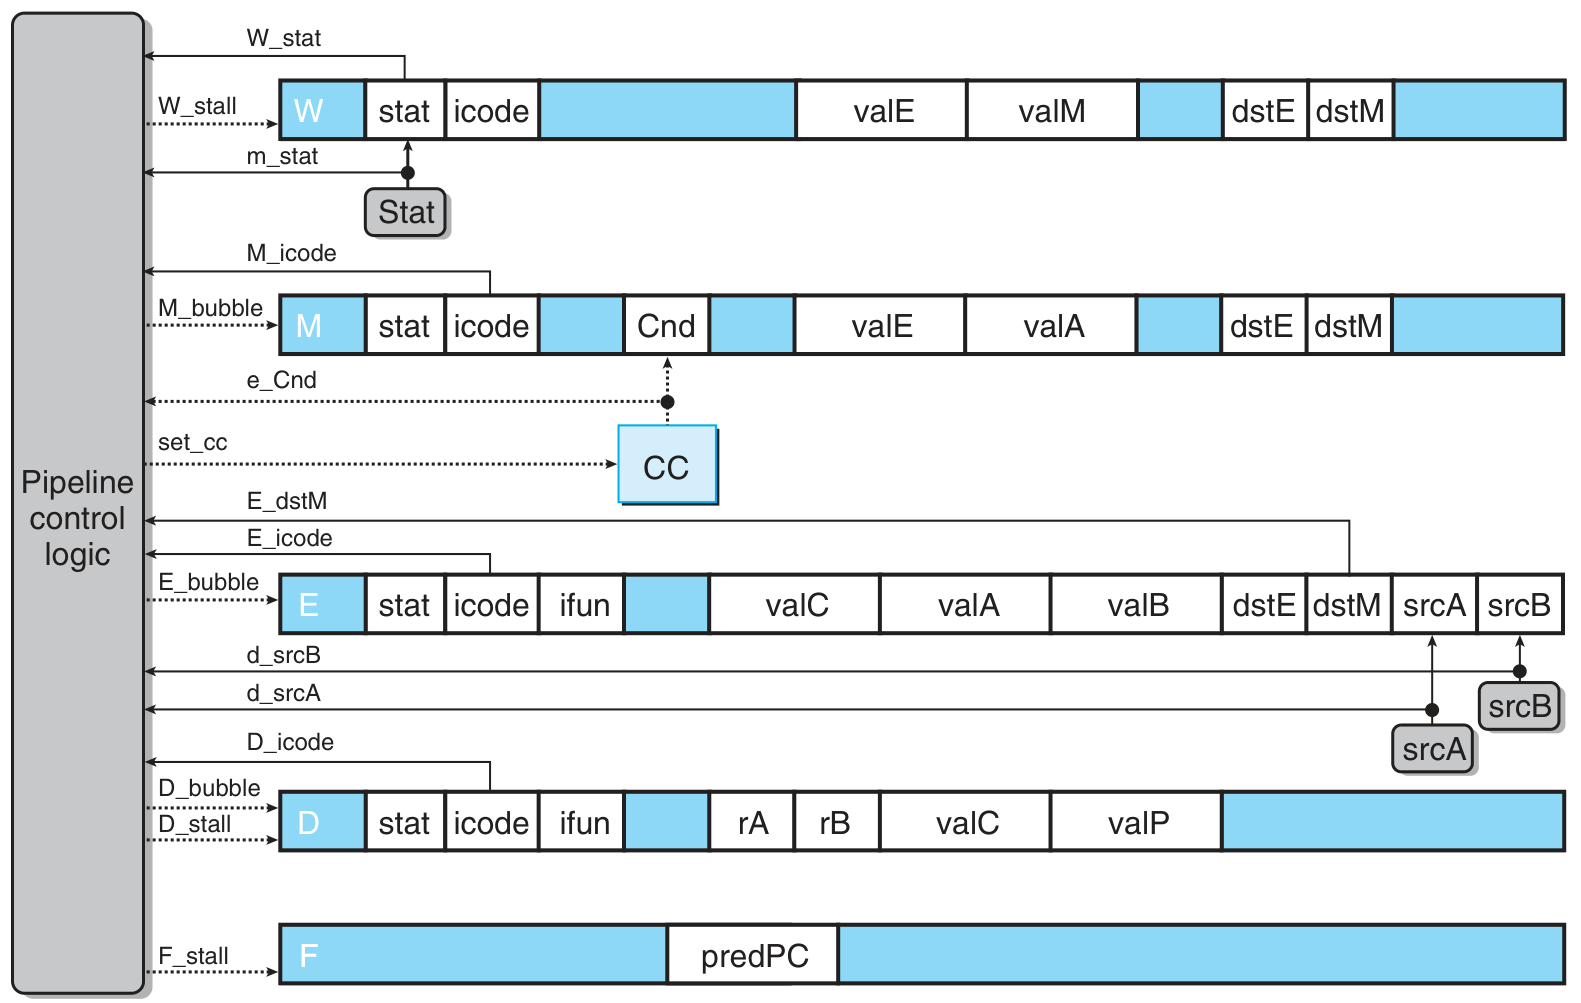 W_stat
W_stall
W stat icode valE valM dstE dstM
m_stat
Stat
M_icode
M_bubble
M stat icode Cnd valE valA dstE dstM
e_Cnd
set_cc
CC
Pipeline
control
logic
E_dstM
E_icode
E_bubble
E stat icode ifun valC valA valB dstE dstM srcA srcB
d_srcB
d_srcA
srcB
srcA
D_icode
D_bubble
D_stall
D stat icode ifun rA rB valC valP
F_stall
F predPC